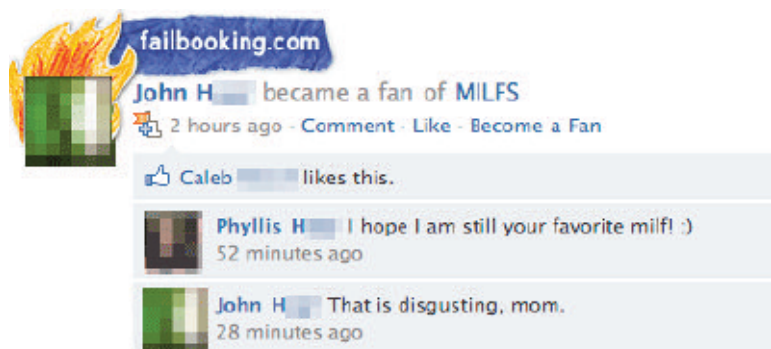 failbooking.com
John H became a fan of MILFS
2 hours ago · Comment · Like · Become a Fan
Caleb likes this.
Phyllis H I hope I am still your favorite milf! :)
52 minutes ago
John H That is disgusting, mom.
28 minutes ago